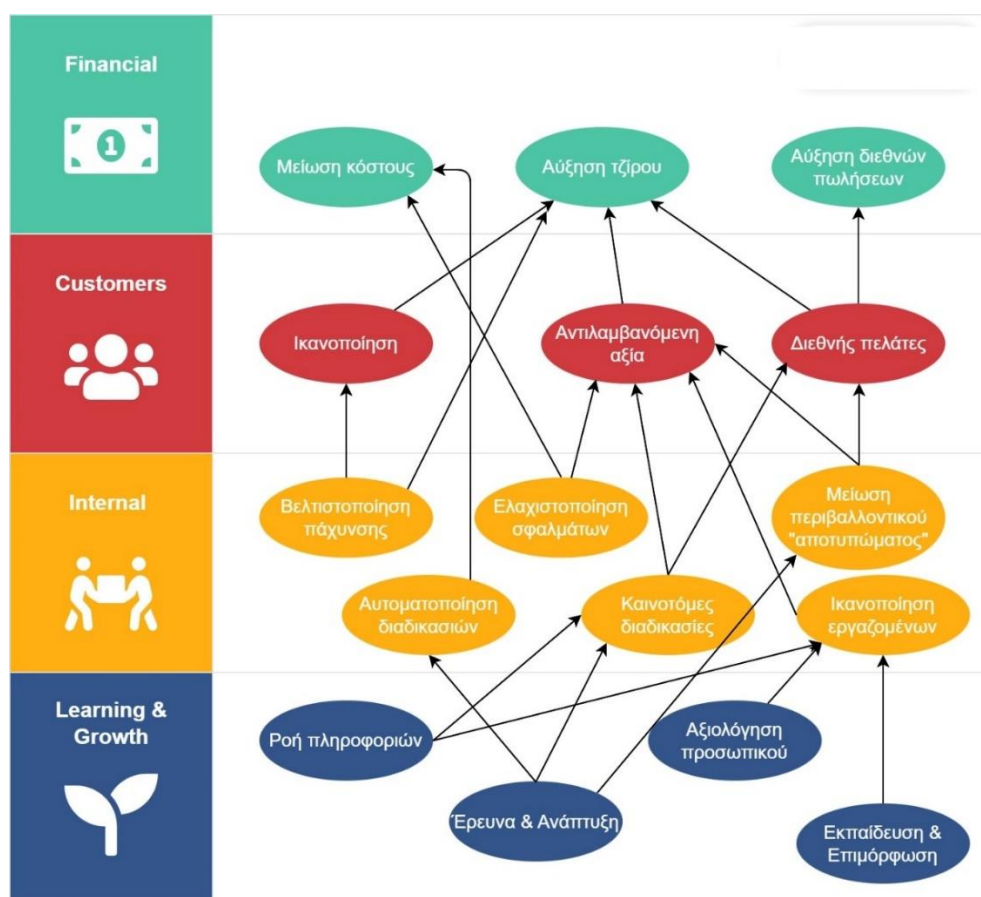 Financial
1
Μείωση κόστους
Αύξηση τζίρου
Αύξηση διεθνών
πωλήσεων
Customers
Ικανοποίηση
Αντιλαμβανόμενη
αξία
Διεθνής πελάτες
Internal
Βελτιστοποίηση
πάχυνσης
Ελαχιστοποίηση
σφαλμάτων
Μείωση
περιβαλλοντικού
"αποτυπώματος"
Αυτοματοποίηση
διαδικασιών
Καινοτόμες
διαδικασίες
Ικανοποίηση
εργαζομένων
Learning &
Growth
Ροή πληροφοριών
Αξιολόγηση
προσωπικού
Έρευνα & Ανάπτυξη
Εκπαίδευση &
Επιμόρφωση